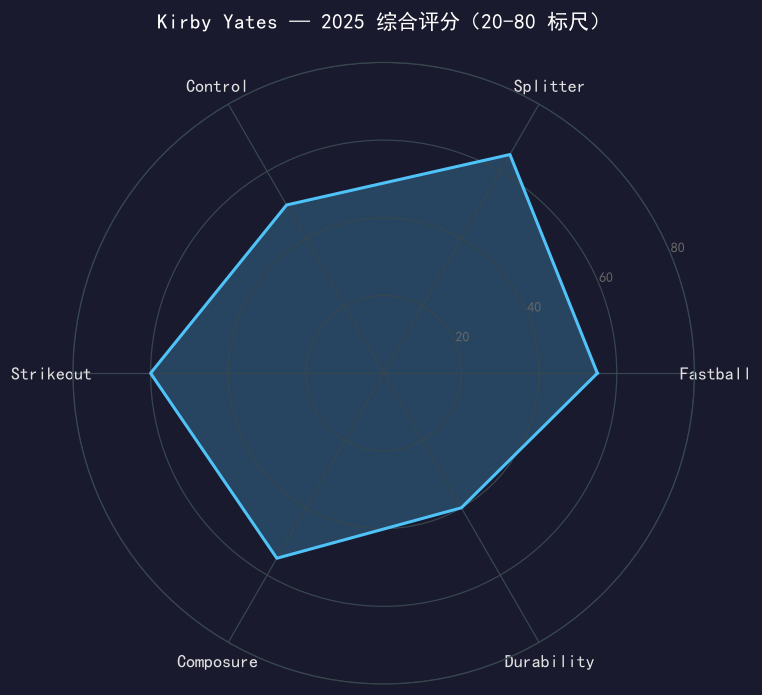 Kirby Yates — 2025 综合评分（20-80 标尺）
Control
Splitter
80
60
40
20
Strikeout
Fastball
Composure
Durability